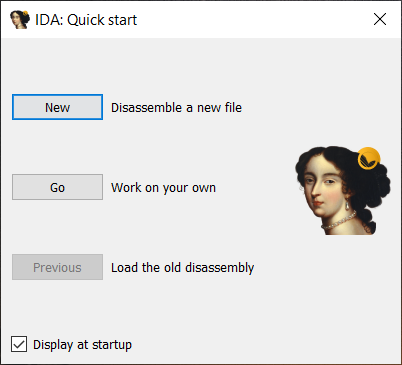 IDA: Quick start
New Disassemble a new file
Go Work on your own
Previous Load the old disassembly
Display at startup